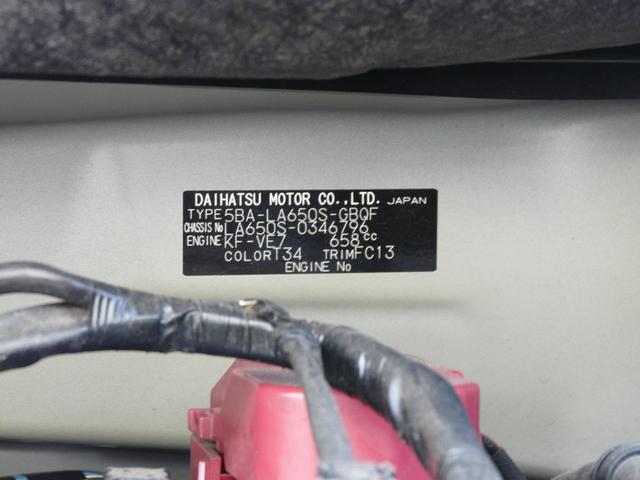 DAIHATSU MOTOR CO.,LTD. JAPAN
TYPE 5BA-LA650S-GBQF
CHASSIS No LA650S-0346796
ENGINE KF-VE7 658cc
COLOR T34 TRIM FC13
ENGINE No